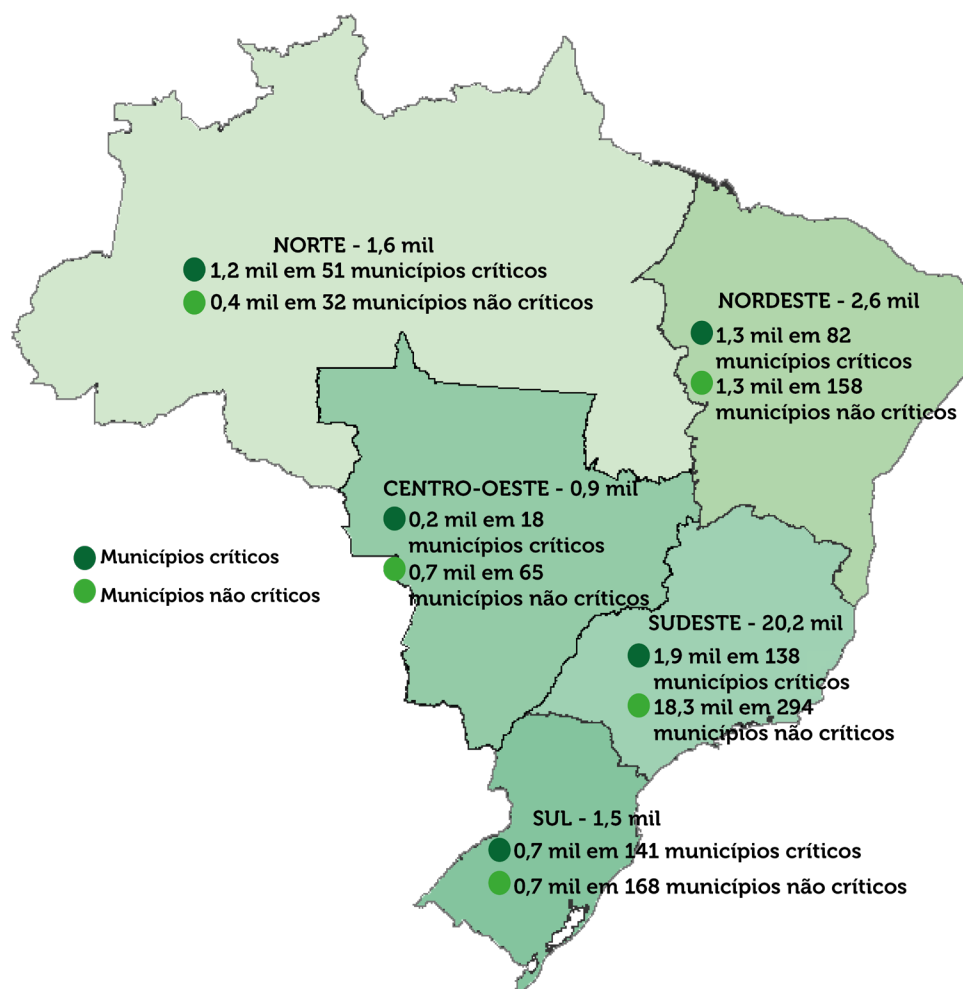 NORTE - 1,6 mil
1,2 mil em 51 municípios críticos
0,4 mil em 32 municípios não críticos
NORDESTE - 2,6 mil
1,3 mil em 82
municípios críticos
1,3 mil em 158
municípios não críticos
CENTRO-OESTE - 0,9 mil
0,2 mil em 18
municípios críticos
0,7 mil em 65
municípios não críticos
Municípios críticos
Municípios não críticos
SUDESTE - 20,2 mil
1,9 mil em 138
municípios críticos
18,3 mil em 294
municípios não críticos
SUL - 1,5 mil
0,7 mil em 141 municípios críticos
0,7 mil em 168 municípios não críticos